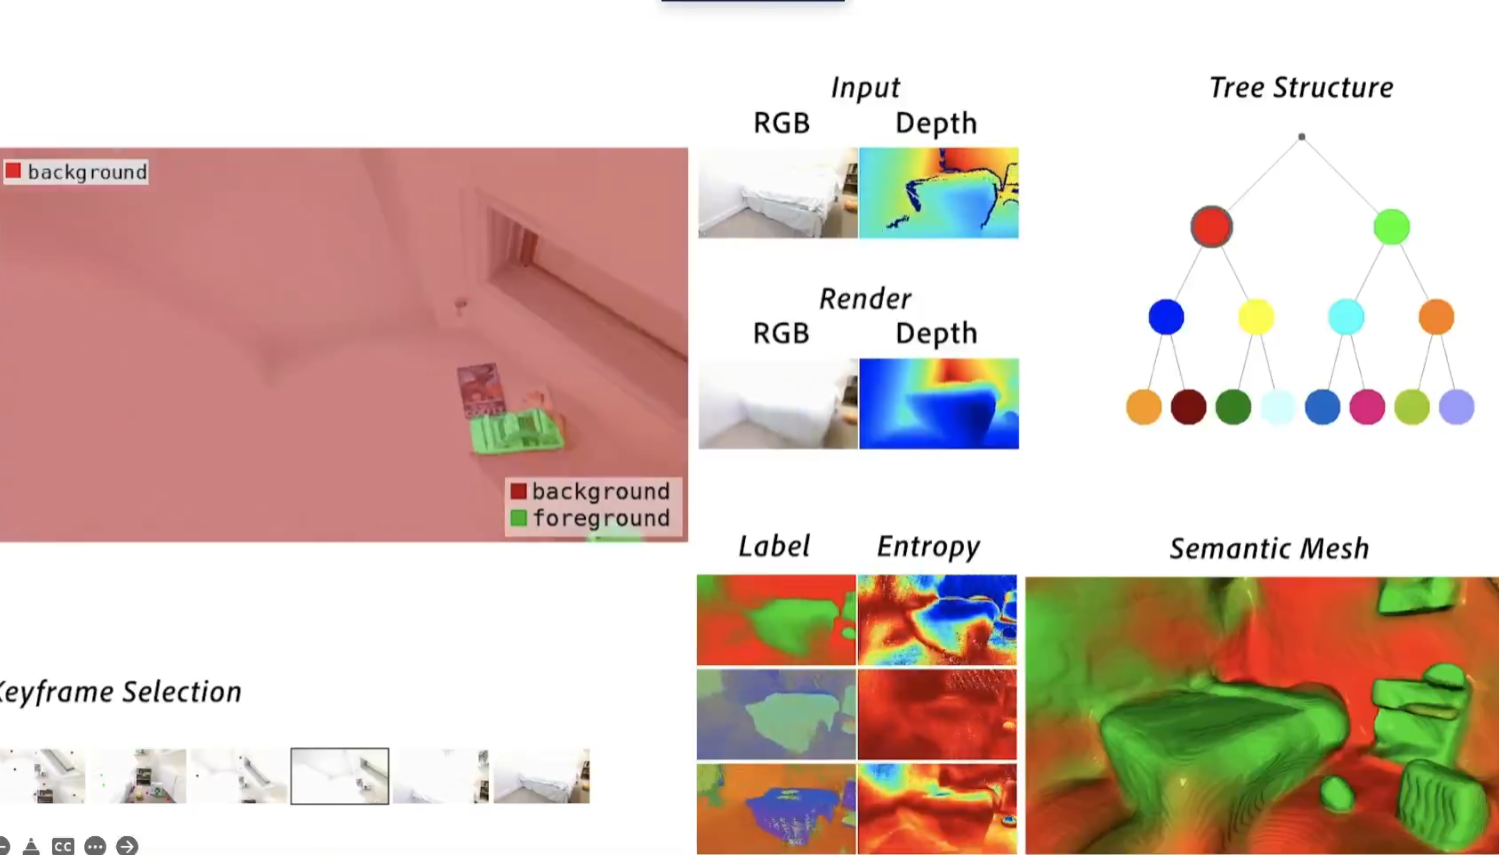 Input
RGB Depth
Tree Structure
background
Render
RGB Depth
background
foreground
Label Entropy
Semantic Mesh
Keyframe Selection
CC